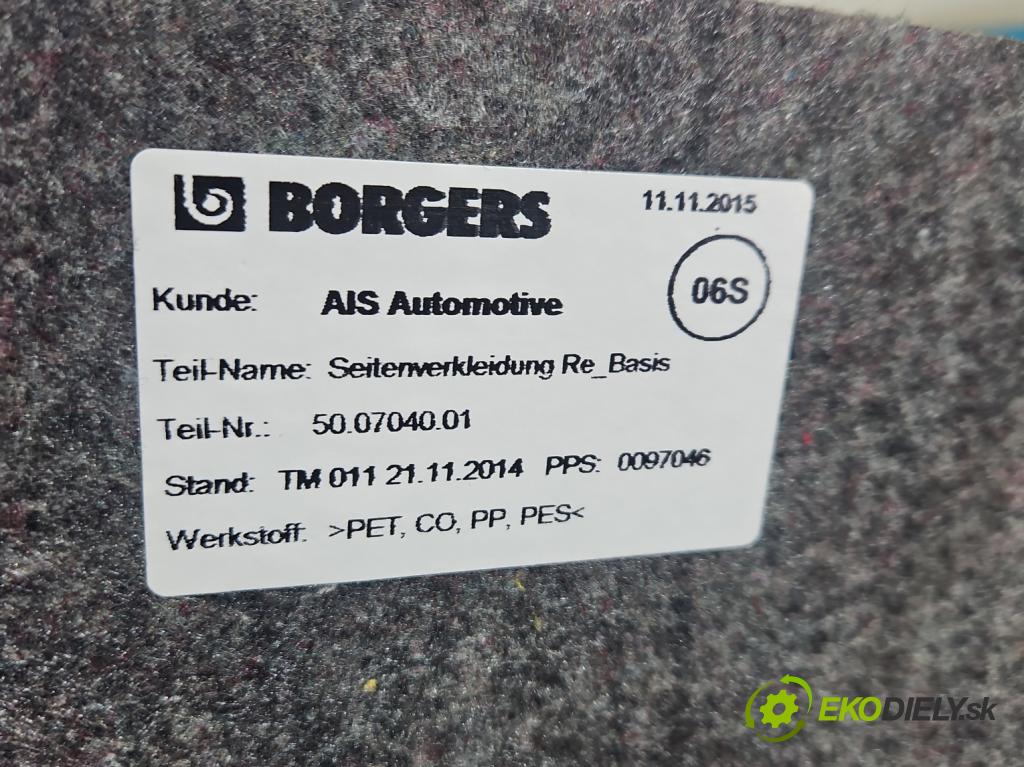 BORGERS
11.11.2015
06S
Kunde: AIS Automotive
Teil-Name: Seitenverkleidung Re_Basis
Teil-Nr.: 50.07040.01
Stand: TM 011 21.11.2014 PPS: 0097046
Werkstoff: >PET, CO, PP, PES<
EKODIELY.sk